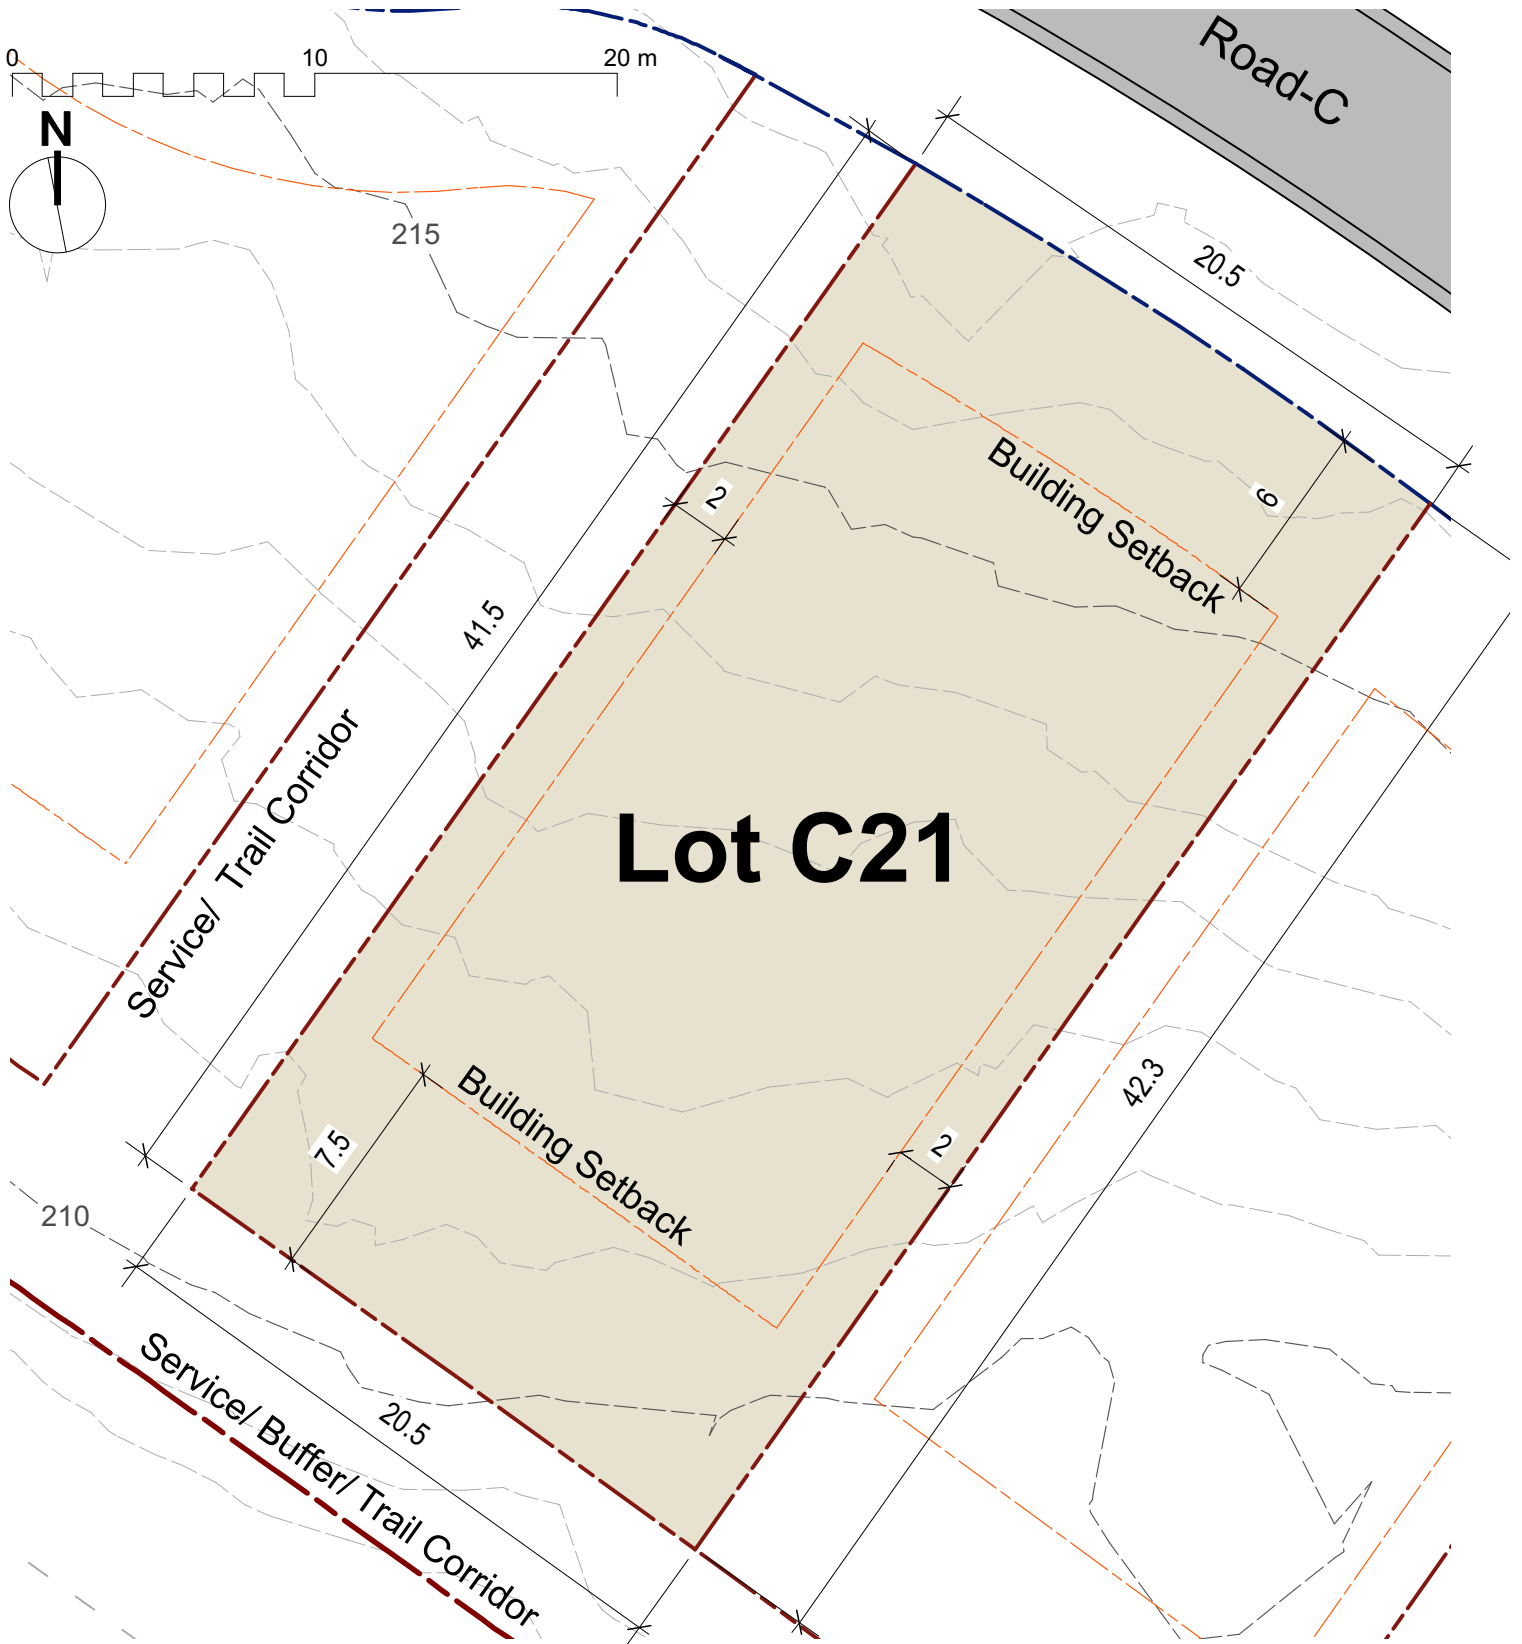 0 10 20 m
N
Road-C
215
20.5
2
6
Building Setback
41.5
Service/ Trail Corridor
Lot C21
42.3
Building Setback
7.5
2
210
Service/ Buffer/ Trail Corridor
20.5